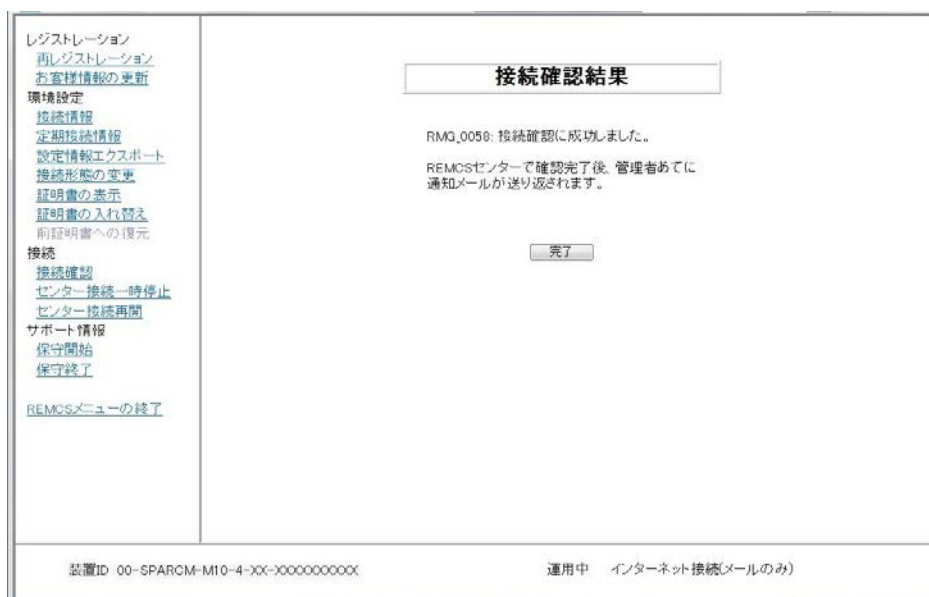 レジストレーション
再レジストレーション
お客様情報の更新
環境設定
接続情報
定期接続情報
設定情報エクスポート
接続形態の変更
証明書の表示
証明書の入れ替え
前証明書への復元
接続
接続確認
センター接続一時停止
センター接続再開
サポート情報
保守開始
保守終了
REMCSメニューの終了
接続確認結果
RMG_0058: 接続確認に成功しました。
REMCSセンターで確認完了後、管理者あてに
通知メールが送り返されます。
完了
装置ID 00-SPARCM-M10-4-XX-XXXXXXXXXX 運用中 インターネット接続(メールのみ)